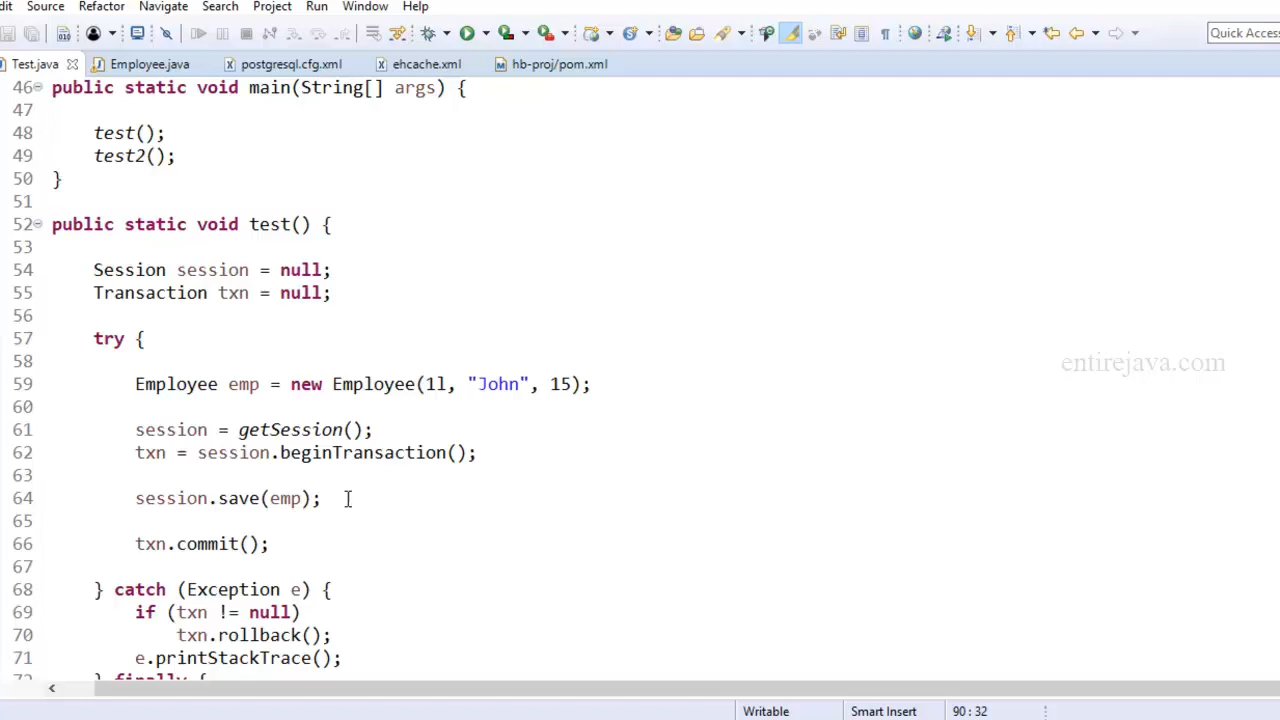 dit Source Refactor Navigate Search Project Run Window Help
Quick Access
Test.java Employee.java postgresql.cfg.xml ehcache.xml hb-proj/pom.xml
46 public static void main(String[] args) {
47
48 test();
49 test2();
50 }
51
52 public static void test() {
53
54 Session session = null;
55 Transaction txn = null;
56
57 try {
58
entirejava.com
59 Employee emp = new Employee(1l, "John", 15);
60
61 session = getSession();
62 txn = session.beginTransaction();
63
64 session.save(emp);
65
66 txn.commit();
67
68 } catch (Exception e) {
69 if (txn != null)
70 txn.rollback();
71 e.printStackTrace();
72 } finally {
Writable Smart Insert 90 : 32